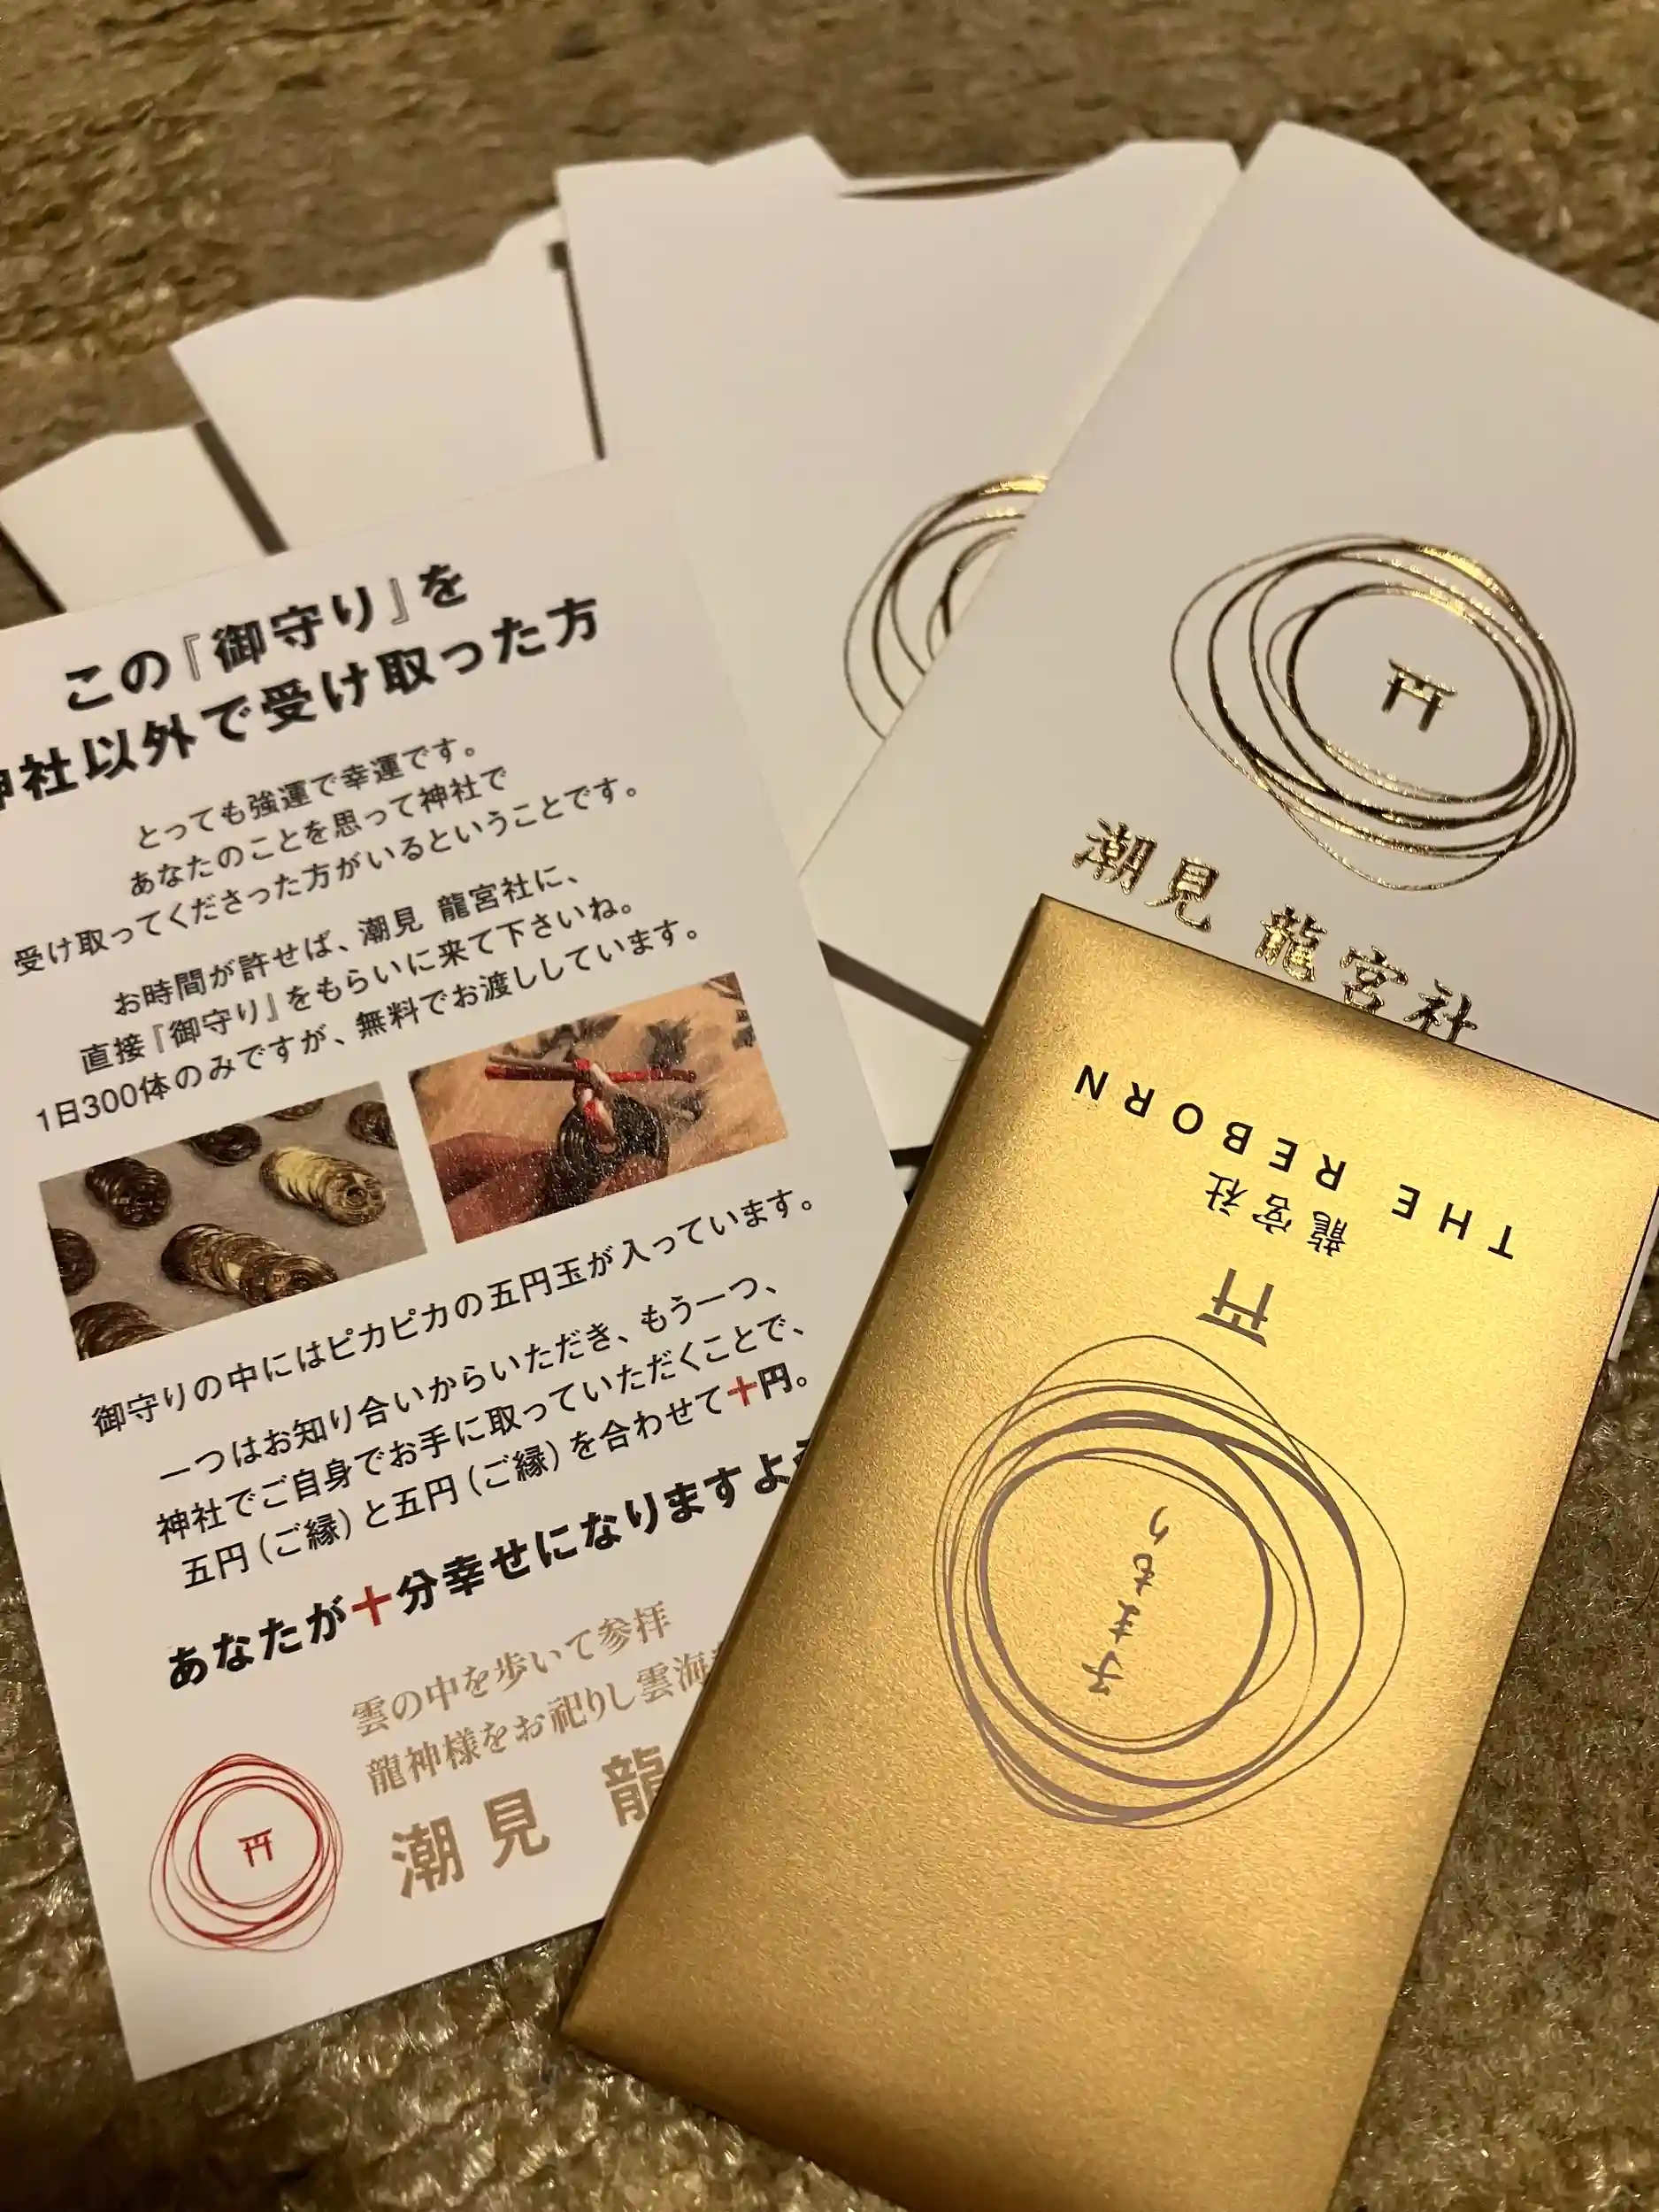 この『御守り』を
神社以外で受け取った方
とっても強運で幸運です。
あなたのことを思って神社で
受け取ってくださった方がいるということです。
お時間が許せば、潮見 龍宮社に、
直接『御守り』をもらいに来て下さいね。
1日300体のみですが、無料でお渡ししています。
御守りの中にはピカピカの五円玉が入っています。
一つはお知り合いからいただき、もう一つ、
神社でご自身でお手に取っていただくことで、
五円（ご縁）と五円（ご縁）を合わせて十円。
あなたが十分幸せになりますよ
雲の中を歩いて参拝
龍神様をお祀りし雲海
潮見 龍
潮見 龍宮社
THE REBORN
龍宮社
子まもり